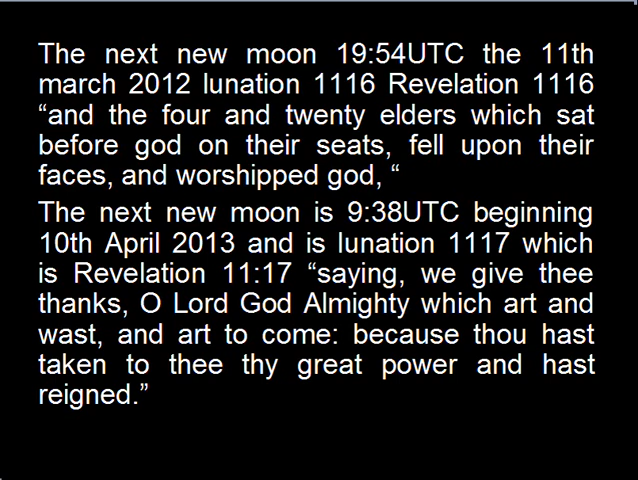 The next new moon 19:54UTC the 11th
march 2012 lunation 1116 Revelation 1116
“and the four and twenty elders which sat
before god on their seats, fell upon their
faces, and worshipped god, “
The next new moon is 9:38UTC beginning
10th April 2013 and is lunation 1117 which
is Revelation 11:17 “saying, we give thee
thanks, O Lord God Almighty which art and
wast, and art to come: because thou hast
taken to thee thy great power and hast
reigned.”